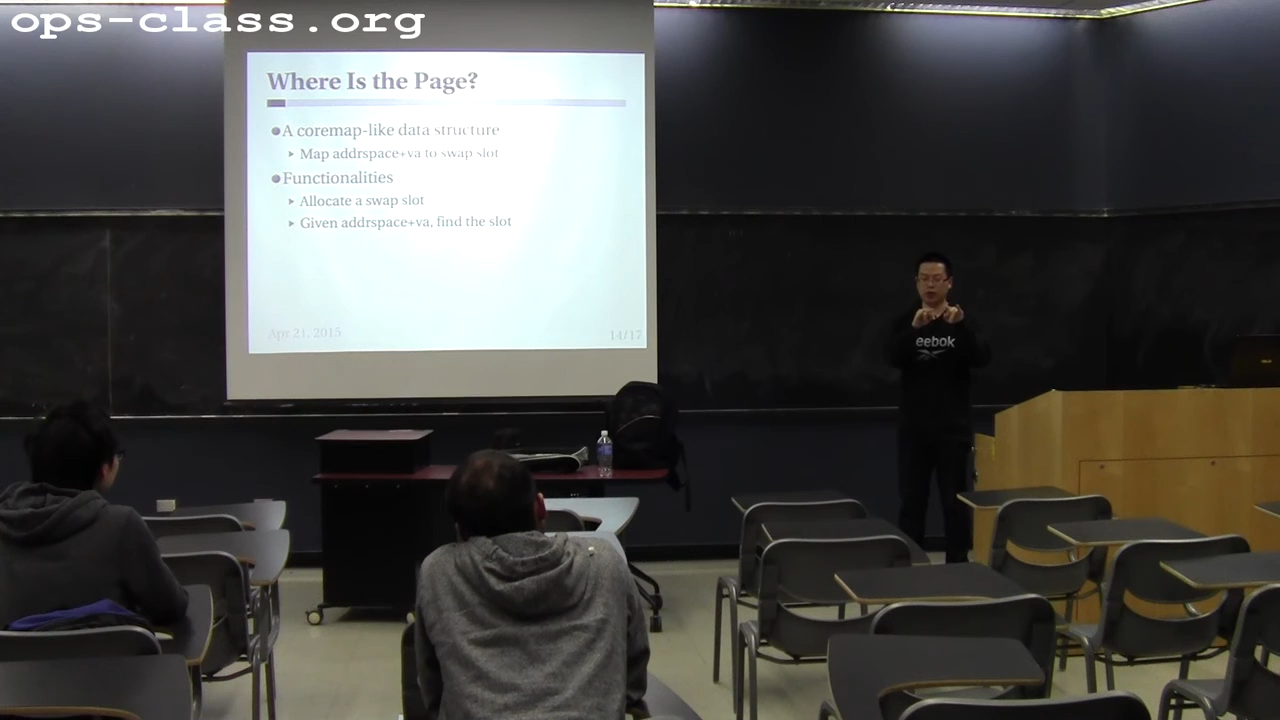 ops-class.org
Where Is the Page?
A coremap-like data structure
Map addrspace+va to swap slot
Functionalities
Allocate a swap slot
Given addrspace+va, find the slot
Apr 21, 2015
14/17
eebok